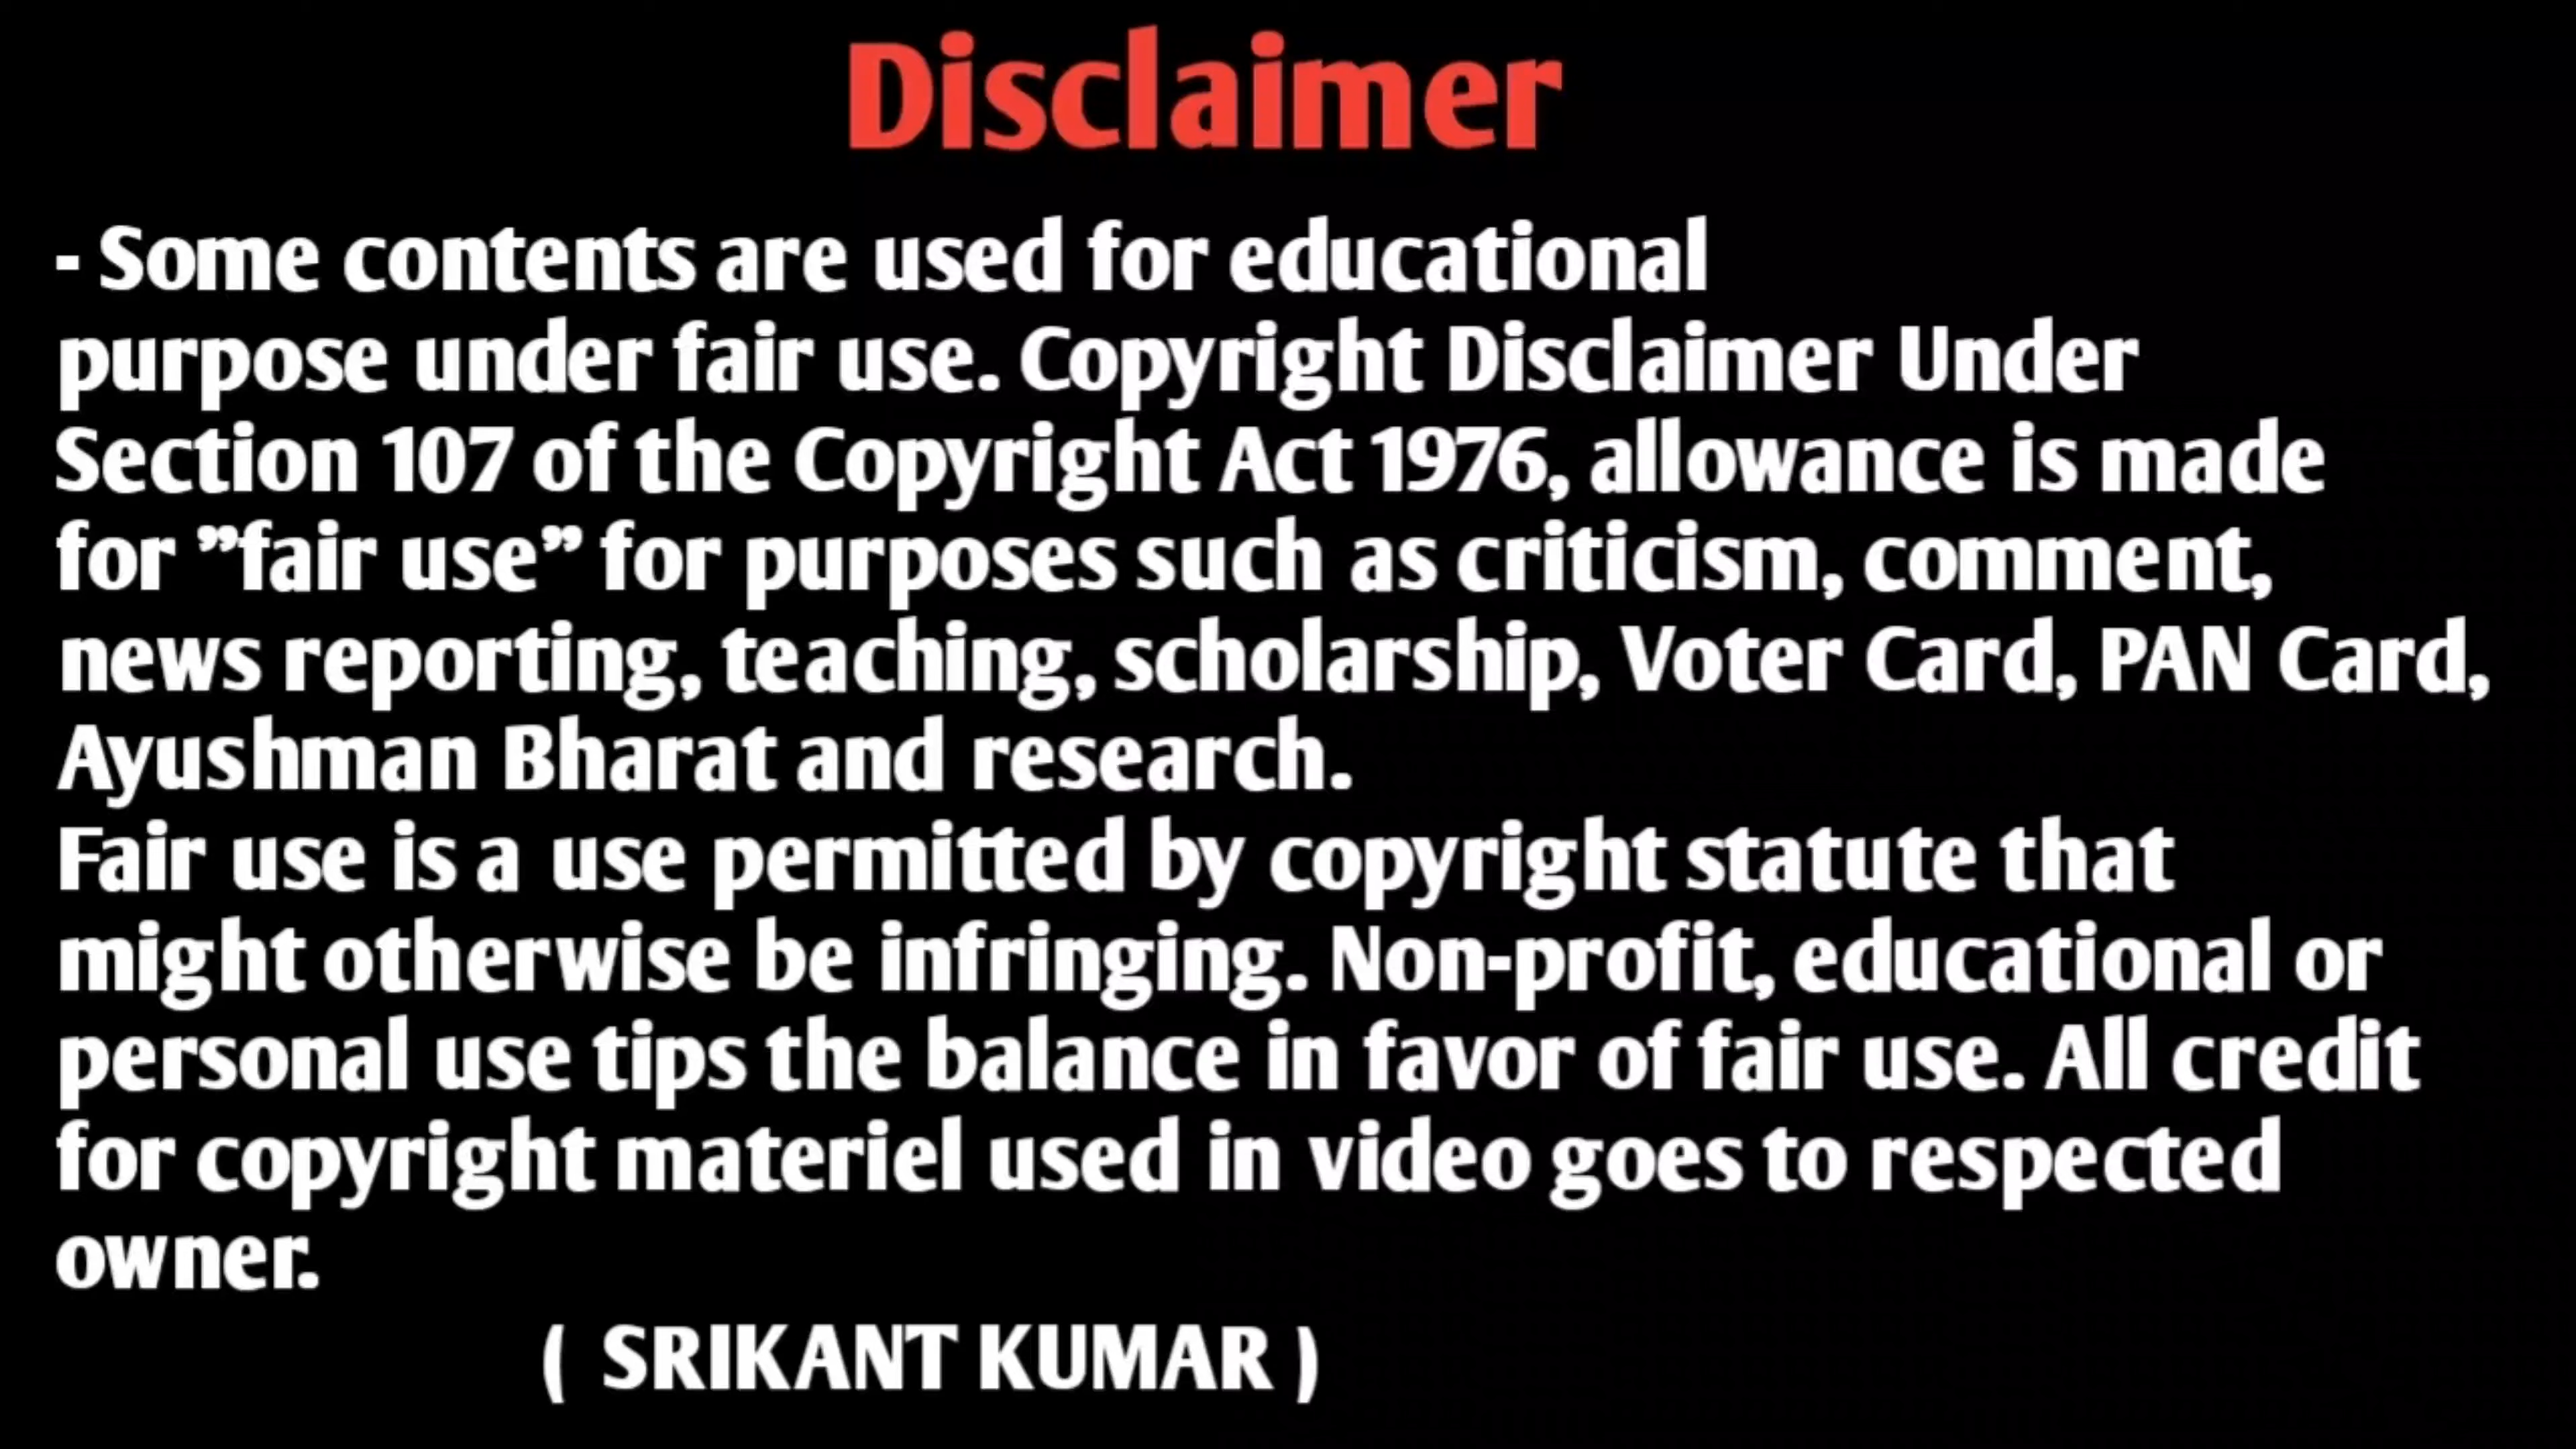 Disclaimer
- Some contents are used for educational
purpose under fair use. Copyright Disclaimer Under
Section 107 of the Copyright Act 1976, allowance is made
for ”fair use” for purposes such as criticism, comment,
news reporting, teaching, scholarship, Voter Card, PAN Card,
Ayushman Bharat and research.
Fair use is a use permitted by copyright statute that
might otherwise be infringing. Non-profit, educational or
personal use tips the balance in favor of fair use. All credit
for copyright materiel used in video goes to respected
owner.
( SRIKANT KUMAR )